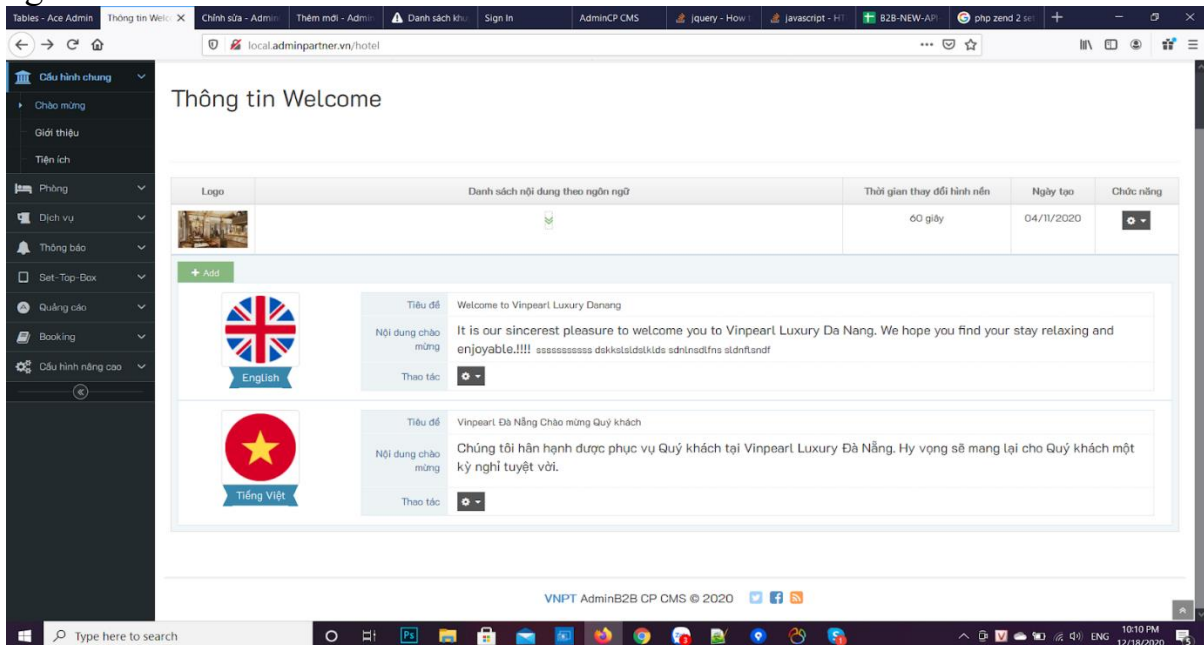 Tables - Ace Admin
Thông tin Welc
Chỉnh sửa - Admin
Thêm mới - Admin
Danh sách khu
Sign In
AdminCP CMS
jquery - How t
javascript - HT
B2B-NEW-API
php zend 2 set
local.adminpartner.vn/hotel
Cấu hình chung
Chào mừng
Giới thiệu
Tiện ích
Phòng
Dịch vụ
Thông báo
Set-Top-Box
Quảng cáo
Booking
Cấu hình nâng cao
Thông tin Welcome
Logo
Danh sách nội dung theo ngôn ngữ
Thời gian thay đổi hình nền
Ngày tạo
Chức năng
60 giây
04/11/2020
+ Add
English
Tiêu đề
Welcome to Vinpearl Luxury Danang
Nội dung chào
mừng
It is our sincerest pleasure to welcome you to Vinpearl Luxury Da Nang. We hope you find your stay relaxing and
enjoyable.!!!! sssssssssss dskkslsldslklds sdnlnsdlfns sldnflsndf
Thao tác
Tiếng Việt
Tiêu đề
Vinpearl Đà Nẵng Chào mừng Quý khách
Nội dung chào
mừng
Chúng tôi hân hạnh được phục vụ Quý khách tại Vinpearl Luxury Đà Nẵng. Hy vọng sẽ mang lại cho Quý khách một
kỳ nghỉ tuyệt vời.
Thao tác
VNPT AdminB2B CP CMS © 2020
Type here to search
ENG
10:10 PM
12/18/2020